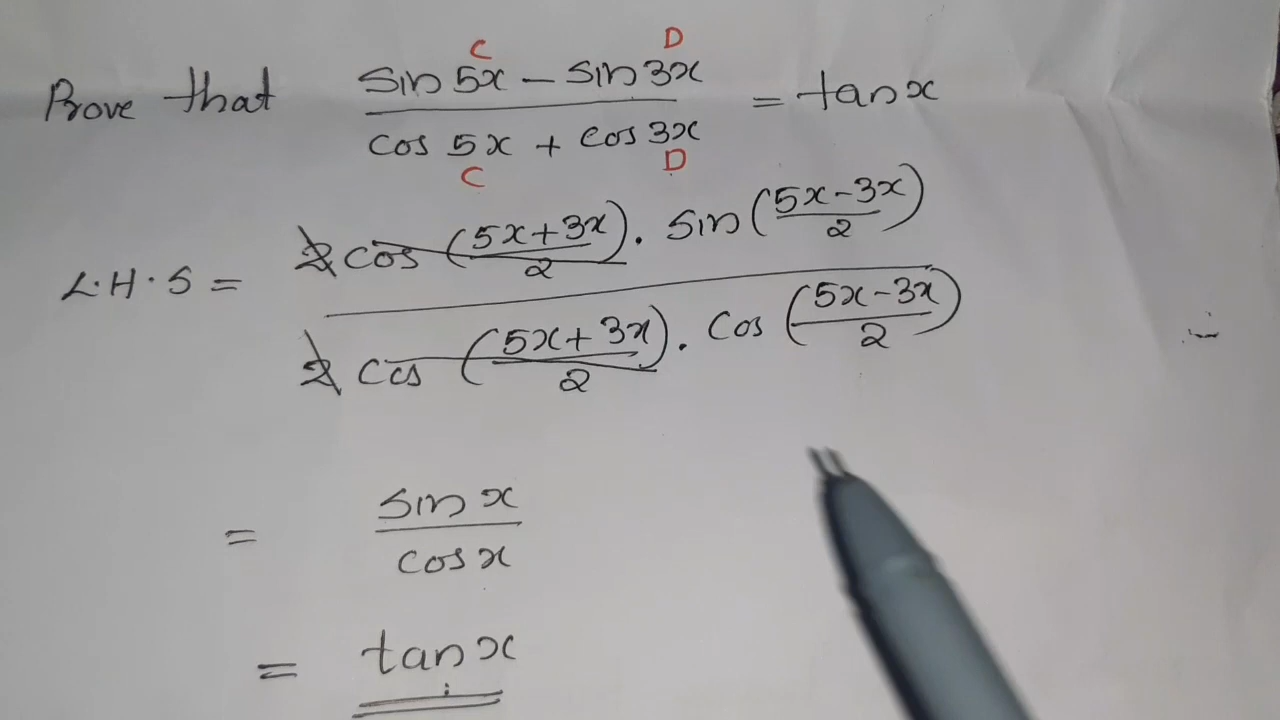 C D
Prove that (sin 5x − sin 3x) / (cos 5x + cos 3x) = tan x
C D
L.H.S = (2 cos ((5x+3x)/2) . sin ((5x−3x)/2)) / (2 cos ((5x+3x)/2) . cos ((5x−3x)/2))
= sin x / cos x
= tan x